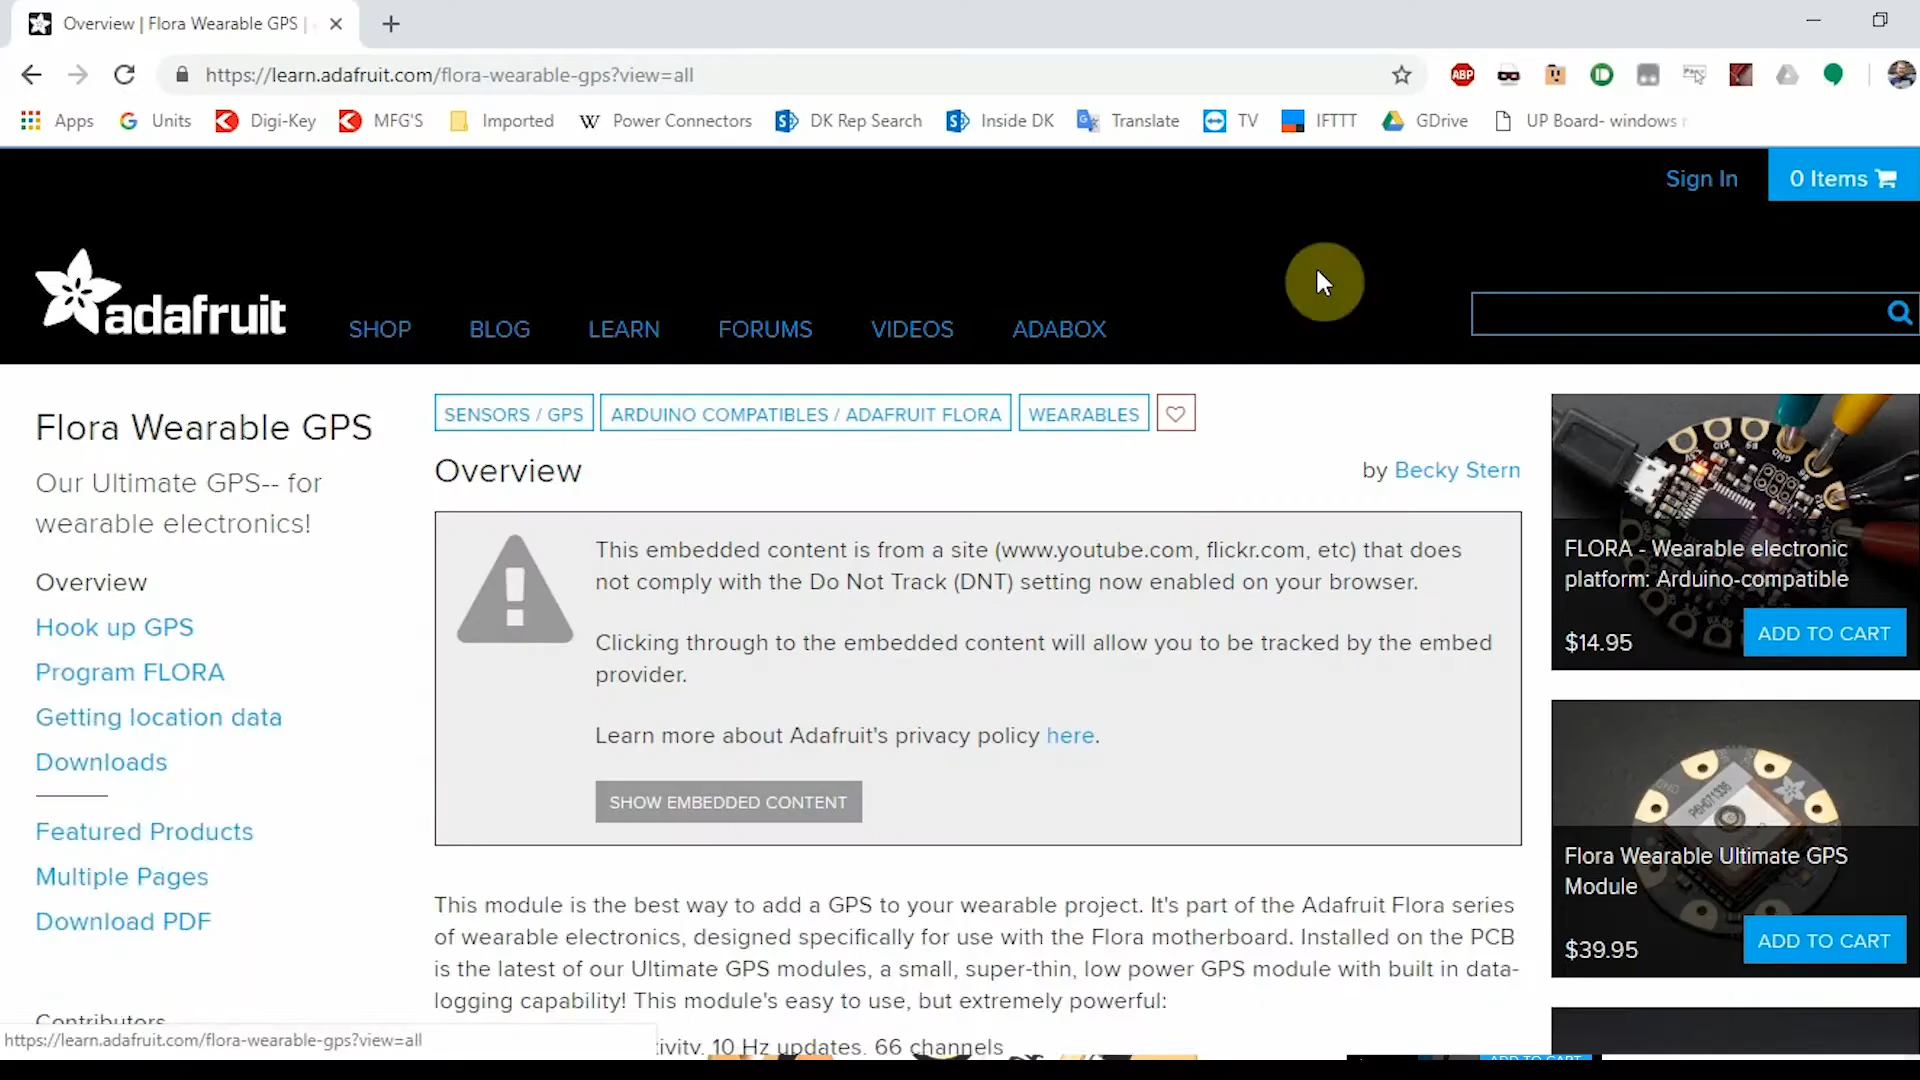 Overview | Flora Wearable GPS |
https://learn.adafruit.com/flora-wearable-gps?view=all
ABP
Apps
Units
Digi-Key
MFG'S
Imported
W Power Connectors
DK Rep Search
Inside DK
Translate
TV
IFTTT
GDrive
UP Board- windows
Sign In
0 Items
adafruit
SHOP
BLOG
LEARN
FORUMS
VIDEOS
ADABOX
Flora Wearable GPS
Our Ultimate GPS-- for
wearable electronics!
Overview
Hook up GPS
Program FLORA
Getting location data
Downloads
Featured Products
Multiple Pages
Download PDF
Contributors
https://learn.adafruit.com/flora-wearable-gps?view=all
SENSORS / GPS
ARDUINO COMPATIBLES / ADAFRUIT FLORA
WEARABLES
Overview
by Becky Stern
This embedded content is from a site (www.youtube.com, flickr.com, etc) that does
not comply with the Do Not Track (DNT) setting now enabled on your browser.
Clicking through to the embedded content will allow you to be tracked by the embed
provider.
Learn more about Adafruit's privacy policy here.
SHOW EMBEDDED CONTENT
This module is the best way to add a GPS to your wearable project. It's part of the Adafruit Flora series
of wearable electronics, designed specifically for use with the Flora motherboard. Installed on the PCB
is the latest of our Ultimate GPS modules, a small, super-thin, low power GPS module with built in data-
logging capability! This module's easy to use, but extremely powerful:
10 Hz updates, 66 channels
FLORA - Wearable electronic
platform: Arduino-compatible
$14.95
ADD TO CART
Flora Wearable Ultimate GPS
Module
$39.95
ADD TO CART
ADD TO CART